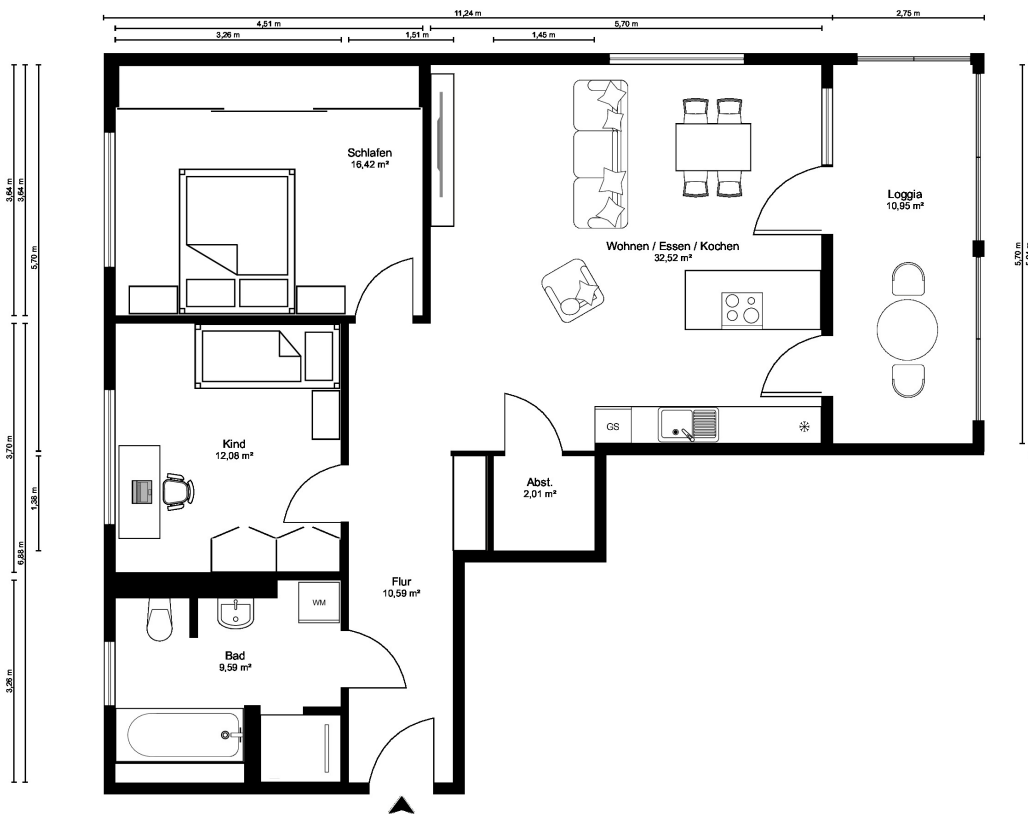 11,24 m
2,75 m
4,51 m
5,70 m
3,26 m
1,51 m
1,45 m
Schlafen
16,42 m²
3,64 m
3,64 m
5,70 m
Loggia
10,95 m²
Wohnen / Essen / Kochen
32,52 m²
5,70 m
GS
Kind
12,08 m²
3,70 m
Abst.
2,01 m²
1,38 m
6,88 m
Flur
10,59 m²
WM
Bad
9,59 m²
3,26 m